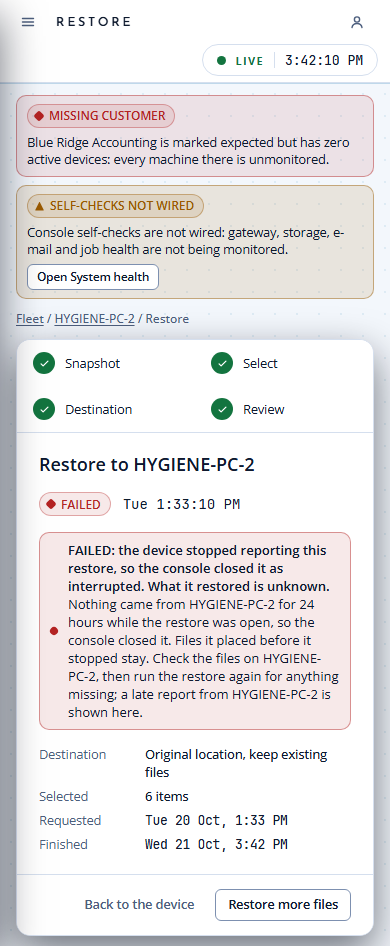 RESTORE
LIVE 3:42:10 PM
MISSING CUSTOMER
Blue Ridge Accounting is marked expected but has zero
active devices: every machine there is unmonitored.
SELF-CHECKS NOT WIRED
Console self-checks are not wired: gateway, storage, e-
mail and job health are not being monitored.
Open System health
Fleet / HYGIENE-PC-2 / Restore
Snapshot Select
Destination Review
Restore to HYGIENE-PC-2
FAILED Tue 1:33:10 PM
FAILED: the device stopped reporting this
restore, so the console closed it as
interrupted. What it restored is unknown.
Nothing came from HYGIENE-PC-2 for 24
hours while the restore was open, so the
console closed it. Files it placed before it
stopped stay. Check the files on HYGIENE-
PC-2, then run the restore again for anything
missing; a late report from HYGIENE-PC-2 is
shown here.
Destination Original location, keep existing
files
Selected 6 items
Requested Tue 20 Oct, 1:33 PM
Finished Wed 21 Oct, 3:42 PM
Back to the device Restore more files